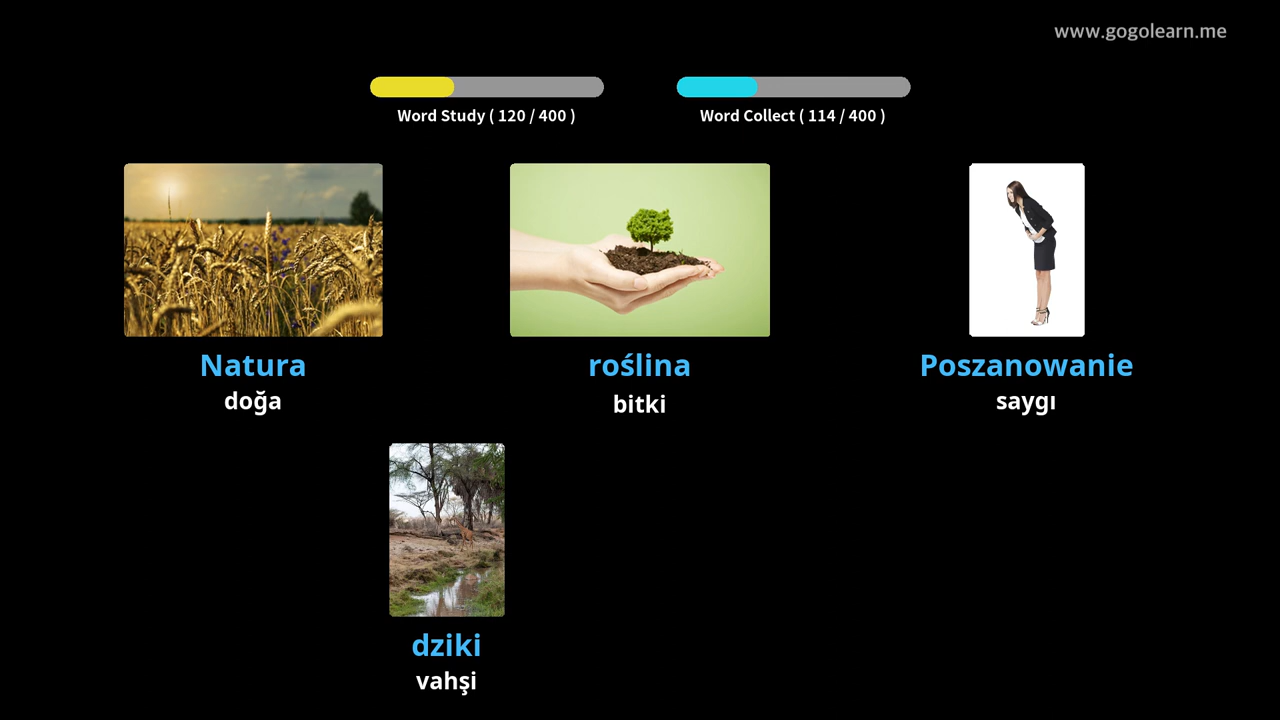 www.gogolearn.me
Word Study ( 120 / 400 )
Word Collect ( 114 / 400 )
Natura
doğa
roślina
bitki
Poszanowanie
saygı
dziki
vahşi